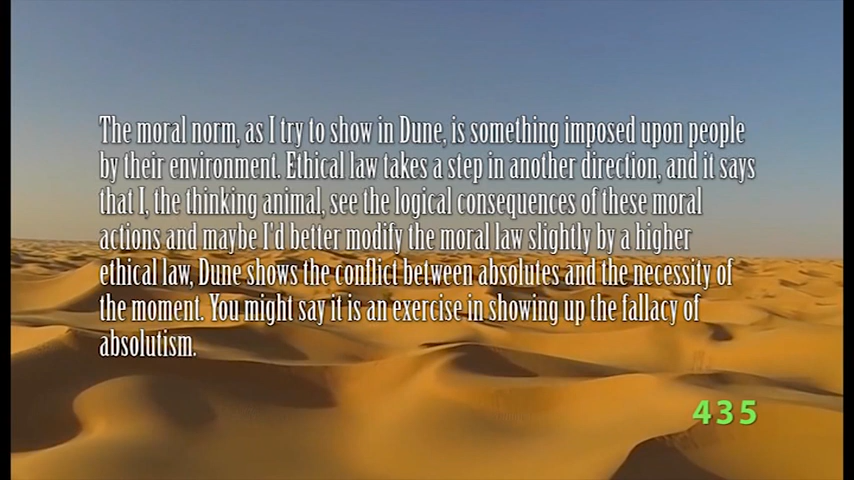 The moral norm, as I try to show in Dune, is something imposed upon people
by their environment. Ethical law takes a step in another direction, and it says
that I, the thinking animal, see the logical consequences of these moral
actions and maybe I'd better modify the moral law slightly by a higher
ethical law, Dune shows the conflict between absolutes and the necessity of
the moment. You might say it is an exercise in showing up the fallacy of
absolutism.
435